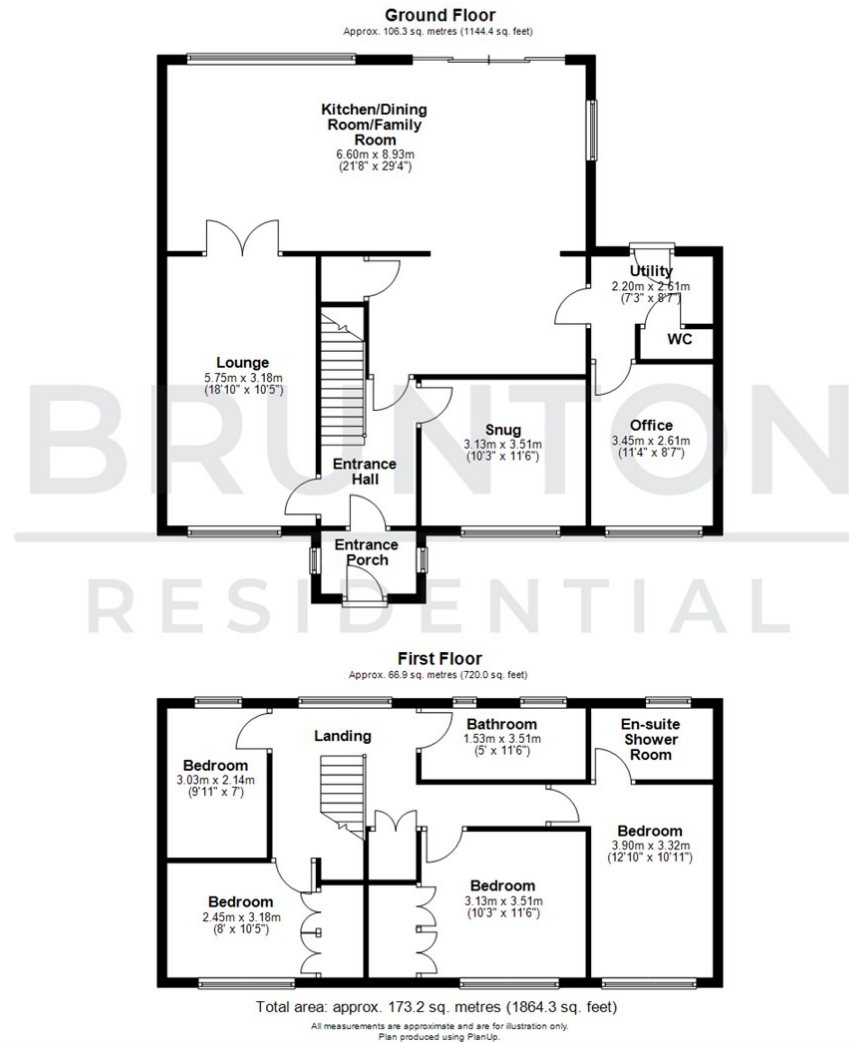 Ground Floor
Approx. 106.3 sq. metres (1144.4 sq. feet)
Kitchen/Dining
Room/Family
Room
6.60m x 8.93m
(21'8" x 29'4")
Utility
2.20m x 2.61m
(7'3" x 8'7")
WC
Lounge
5.75m x 3.18m
(18'10" x 10'5")
Snug
3.13m x 3.51m
(10'3" x 11'6")
Office
3.45m x 2.61m
(11'4" x 8'7")
Entrance
Hall
Entrance
Porch
BRUNTON
RESIDENTIAL
First Floor
Approx. 66.9 sq. metres (720.0 sq. feet)
Landing
Bathroom
1.53m x 3.51m
(5' x 11'6")
En-suite
Shower
Room
Bedroom
3.03m x 2.14m
(9'11" x 7')
Bedroom
3.90m x 3.32m
(12'10" x 10'11")
Bedroom
2.45m x 3.18m
(8' x 10'5")
Bedroom
3.13m x 3.51m
(10'3" x 11'6")
Total area: approx. 173.2 sq. metres (1864.3 sq. feet)
All measurements are approximate and are for illustration only.
Plan produced using PlanUp.